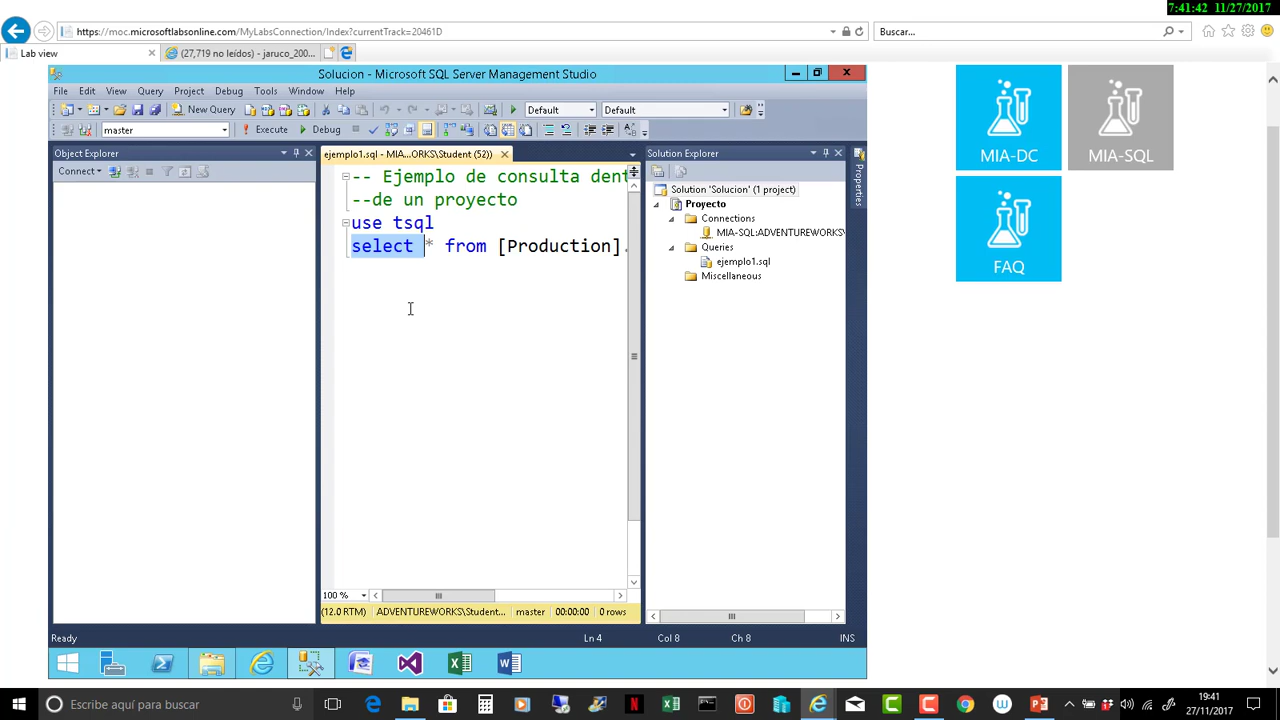 7:41:42 11/27/2017
https://moc.microsoftlabsonline.com/MyLabsConnection/Index?currentTrack=20461D
Buscar...
Lab view
(27,719 no leídos) - jaruco_200...
Solucion - Microsoft SQL Server Management Studio
File Edit View Query Project Debug Tools Window Help
New Query
Default
Default
master
Execute
Debug
Object Explorer
Connect
ejemplo1.sql - MIA...ORKS\Student (52))
-- Ejemplo de consulta dent
--de un proyecto
use tsql
select * from [Production].
100 %
(12.0 RTM) ADVENTUREWORKS\Student... master 00:00:00 0 rows
Solution Explorer
Solution 'Solucion' (1 project)
Proyecto
Connections
MIA-SQL:ADVENTUREWORKS\
Queries
ejemplo1.sql
Miscellaneous
Properties
Ready Ln 4 Col 8 Ch 8 INS
MIA-DC
MIA-SQL
FAQ
Escribe aquí para buscar
19:41
27/11/2017